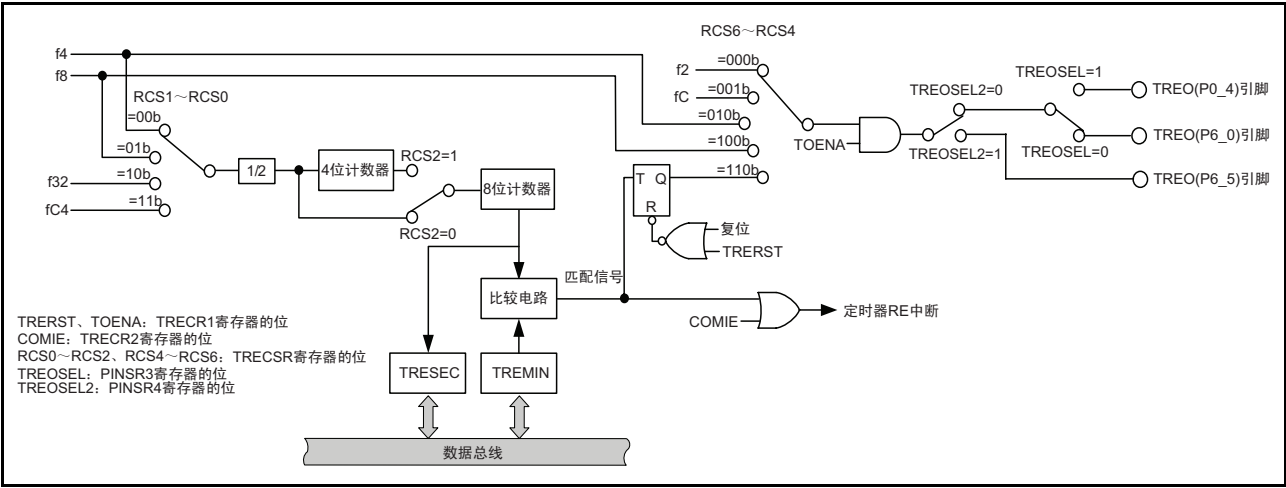 RCS6～RCS4
f4
f8
f2
=000b
fC
=001b
=010b
=100b
=110b
TOENA
TREOSEL2=0
TREOSEL2=1
TREOSEL=1
TREOSEL=0
TREO(P0_4)引脚
TREO(P6_0)引脚
TREO(P6_5)引脚
RCS1～RCS0
=00b
=01b
f32
=10b
fC4
=11b
1/2
4位计数器
RCS2=1
RCS2=0
8位计数器
T Q
R
复位
TRERST
匹配信号
比较电路
COMIE
定时器RE中断
TRERST、TOENA：TRECR1寄存器的位
COMIE：TRECR2寄存器的位
RCS0～RCS2、RCS4～RCS6：TRECSR寄存器的位
TREOSEL：PINSR3寄存器的位
TREOSEL2：PINSR4寄存器的位
TRESEC
TREMIN
数据总线